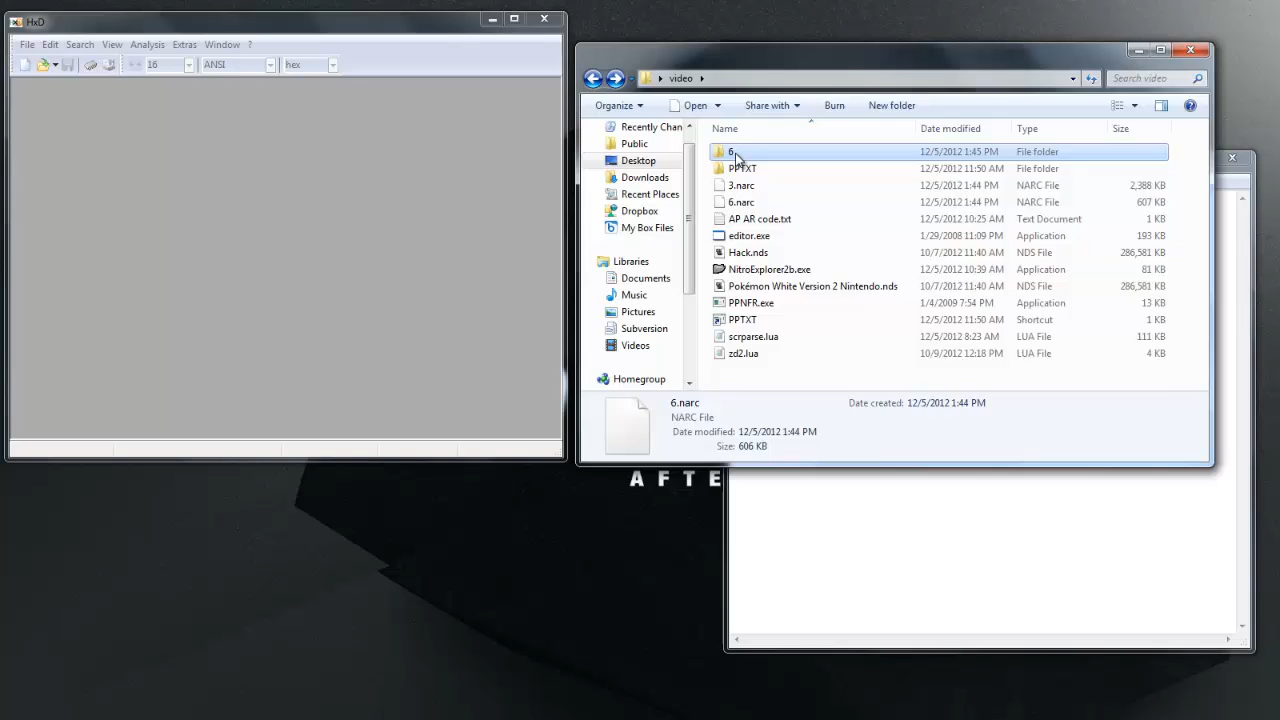 HxD
File Edit Search View Analysis Extras Window ?
16 ANSI hex
video
Search video
Organize Open Share with Burn New folder
Name Date modified Type Size
Recently Chan
Public
Desktop
Downloads
Recent Places
Dropbox
My Box Files
Libraries
Documents
Music
Pictures
Subversion
Videos
Homegroup
6 12/5/2012 1:45 PM File folder
PPTXT 12/5/2012 11:50 AM File folder
3.narc 12/5/2012 1:44 PM NARC File 2,388 KB
6.narc 12/5/2012 1:44 PM NARC File 607 KB
AP AR code.txt 12/5/2012 10:25 AM Text Document 1 KB
editor.exe 1/29/2008 11:09 PM Application 193 KB
Hack.nds 10/7/2012 11:40 AM NDS File 286,581 KB
NitroExplorer2b.exe 12/5/2012 10:39 AM Application 81 KB
Pokémon White Version 2 Nintendo.nds 10/7/2012 11:40 AM NDS File 286,581 KB
PPNFR.exe 1/4/2009 7:54 PM Application 13 KB
PPTXT 12/5/2012 11:50 AM Shortcut 1 KB
scrparse.lua 12/5/2012 8:23 AM LUA File 111 KB
zd2.lua 10/9/2012 12:18 PM LUA File 4 KB
6.narc Date created: 12/5/2012 1:44 PM
NARC File
Date modified: 12/5/2012 1:44 PM
Size: 606 KB
AFTE